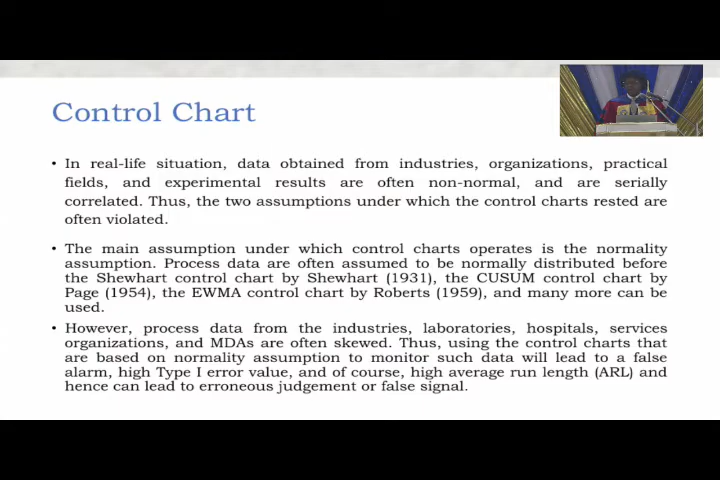 Control Chart
• In real-life situation, data obtained from industries, organizations, practical
fields, and experimental results are often non-normal, and are serially
correlated. Thus, the two assumptions under which the control charts rested are
often violated.
• The main assumption under which control charts operates is the normality
assumption. Process data are often assumed to be normally distributed before
the Shewhart control chart by Shewhart (1931), the CUSUM control chart by
Page (1954), the EWMA control chart by Roberts (1959), and many more can be
used.
• However, process data from the industries, laboratories, hospitals, services
organizations, and MDAs are often skewed. Thus, using the control charts that
are based on normality assumption to monitor such data will lead to a false
alarm, high Type I error value, and of course, high average run length (ARL) and
hence can lead to erroneous judgement or false signal.